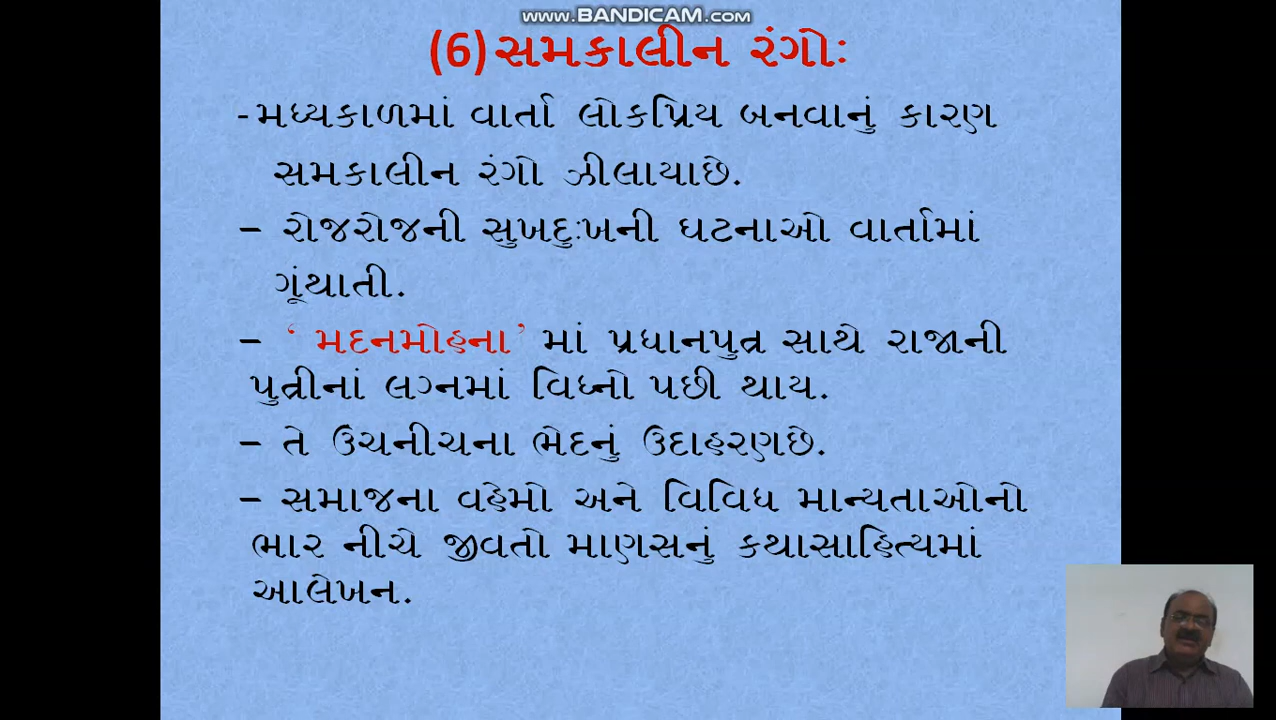 WWW.BANDICAM.COM
(6)સમકાલીન રંગોઃ
-મધ્યકાળમાં વાર્તા લોકપ્રિય બનવાનું કારણ
સમકાલીન રંગો ઝીલાયાછે.
– રોજરોજની સુખદુઃખની ઘટનાઓ વાર્તામાં
ગૂંથાતી.
– ‘ મદનમોહના’ માં પ્રધાનપુત્ર સાથે રાજાની
પુત્રીનાં લગ્નમાં વિઘ્નો પછી થાય.
– તે ઉચનીચના ભેદનું ઉદાહરણછે.
– સમાજના વહેમો અને વિવિધ માન્યતાઓનો
ભાર નીચે જીવતો માણસનું કથાસાહિત્યમાં
આલેખન.